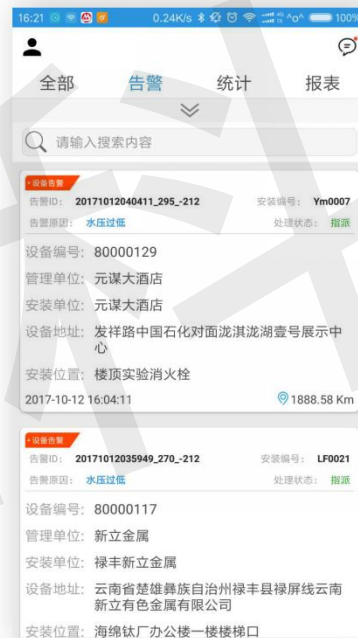 16:21 0.24K/s 100%
全部 告警 统计 报表
请输入搜索内容
设备告警
告警ID: 20171012040411_295_-212 安装编号: Ym0007
告警原因: 水压过低 处理状态: 指派
设备编号: 80000129
管理单位: 元谋大酒店
安装单位: 元谋大酒店
设备地址: 发祥路中国石化对面泷淇泷湖壹号展示中
心
安装位置: 楼顶实验消火栓
2017-10-12 16:04:11 1888.58 Km
设备告警
告警ID: 20171012035949_270_-212 安装编号: LF0021
告警原因: 水压过低 处理状态: 指派
设备编号: 80000117
管理单位: 新立金属
安装单位: 禄丰新立金属
设备地址: 云南省楚雄彝族自治州禄丰县禄屏线云南
新立有色金属有限公司
安装位置: 海绵钛厂办公楼一楼楼梯口